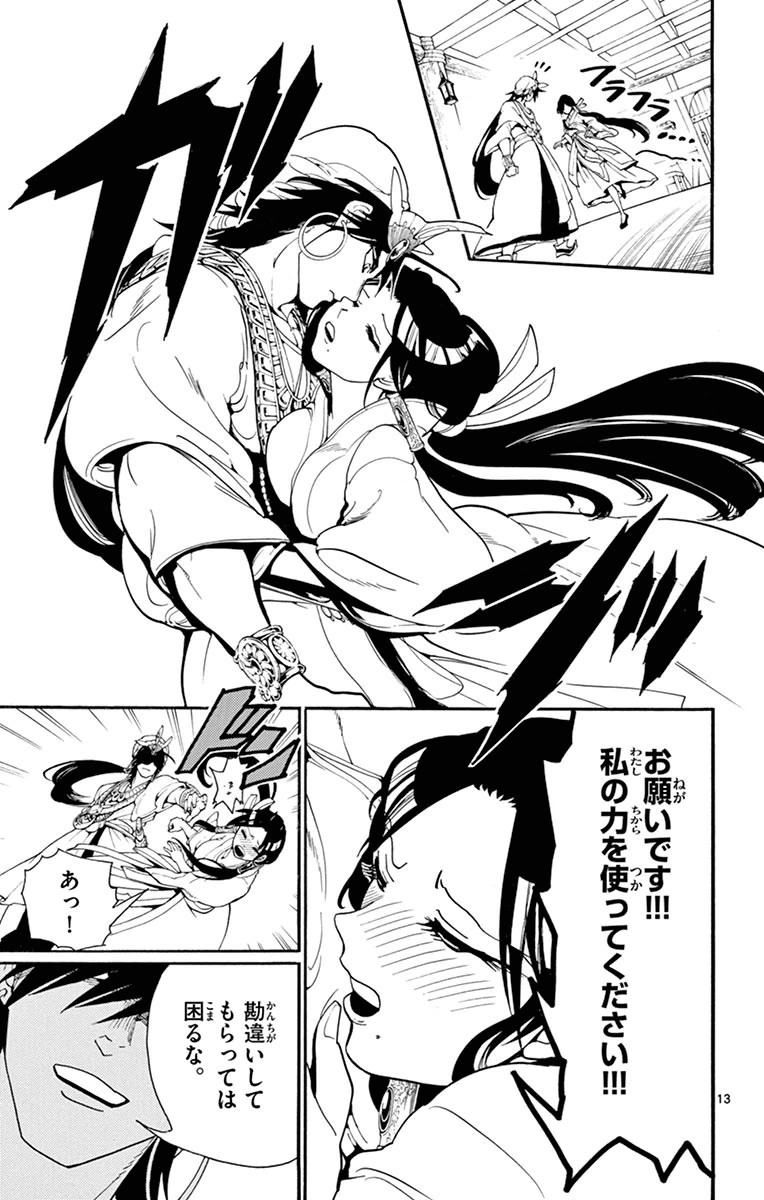 フラフラ
ガバッ
お願いです!!!
私の力を使ってください!!!
ドン
あっ！
勘違いして
もらっては
困るな。
13